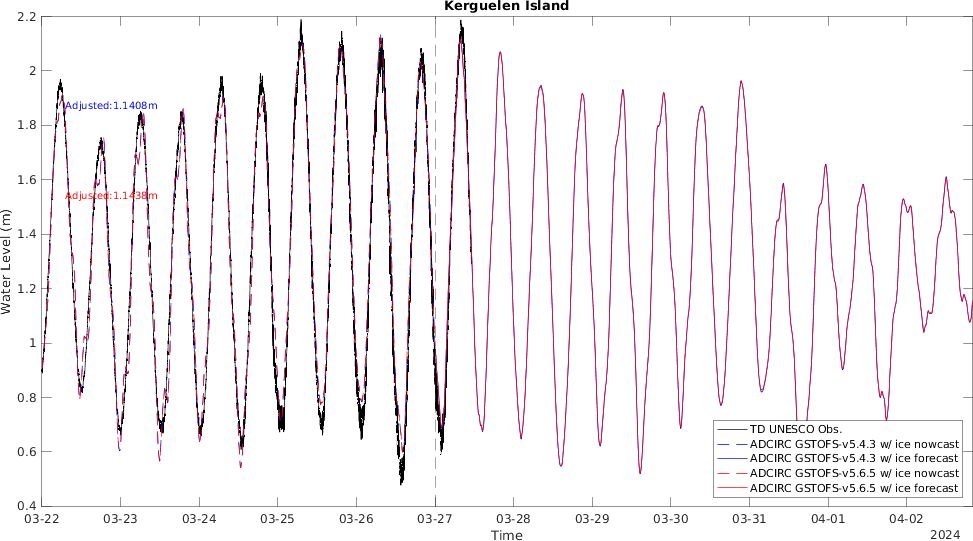 Kerguelen Island
2.2
2
1.8
1.6
1.4
1.2
1
0.8
0.6
0.4
Water Level (m)
Adjusted:1.1408m
Adjusted:1.1438m
TD UNESCO Obs.
ADCIRC GSTOFS-v5.4.3 w/ ice nowcast
ADCIRC GSTOFS-v5.4.3 w/ ice forecast
ADCIRC GSTOFS-v5.6.5 w/ ice nowcast
ADCIRC GSTOFS-v5.6.5 w/ ice forecast
03-22 03-23 03-24 03-25 03-26 03-27 03-28 03-29 03-30 03-31 04-01 04-02
Time
2024